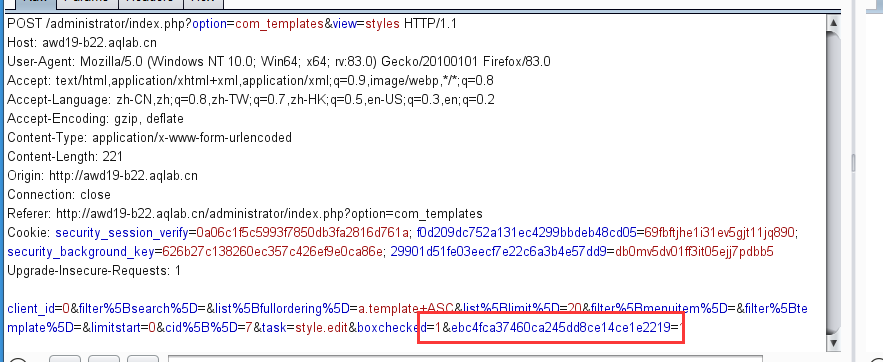 Raw Params Headers Hex
POST /administrator/index.php?option=com_templates&view=styles HTTP/1.1
Host: awd19-b22.aqlab.cn
User-Agent: Mozilla/5.0 (Windows NT 10.0; Win64; x64; rv:83.0) Gecko/20100101 Firefox/83.0
Accept: text/html,application/xhtml+xml,application/xml;q=0.9,image/webp,*/*;q=0.8
Accept-Language: zh-CN,zh;q=0.8,zh-TW;q=0.7,zh-HK;q=0.5,en-US;q=0.3,en;q=0.2
Accept-Encoding: gzip, deflate
Content-Type: application/x-www-form-urlencoded
Content-Length: 221
Origin: http://awd19-b22.aqlab.cn
Connection: close
Referer: http://awd19-b22.aqlab.cn/administrator/index.php?option=com_templates
Cookie: security_session_verify=0a06c1f5c5993f7850db3fa2816d761a; f0d209dc752a131ec4299bbdeb48cd05=69fbftjhe1i31ev5gjt11jq890;
security_background_key=626b27c138260ec357c426ef9e0ca86e; 29901d51fe03eecf7e22c6a3b4e57dd9=db0mv5dv01ff3it05ejj7pdbb5
Upgrade-Insecure-Requests: 1
client_id=0&filter%5Bsearch%5D=&list%5Bfullordering%5D=a.template+ASC&list%5Blimit%5D=20&filter%5Bmenuitem%5D=&filter%5Bte
mplate%5D=&limitstart=0&cid%5B%5D=7&task=style.edit&boxchecked=1&ebc4fca37460ca245dd8ce14ce1e2219=1